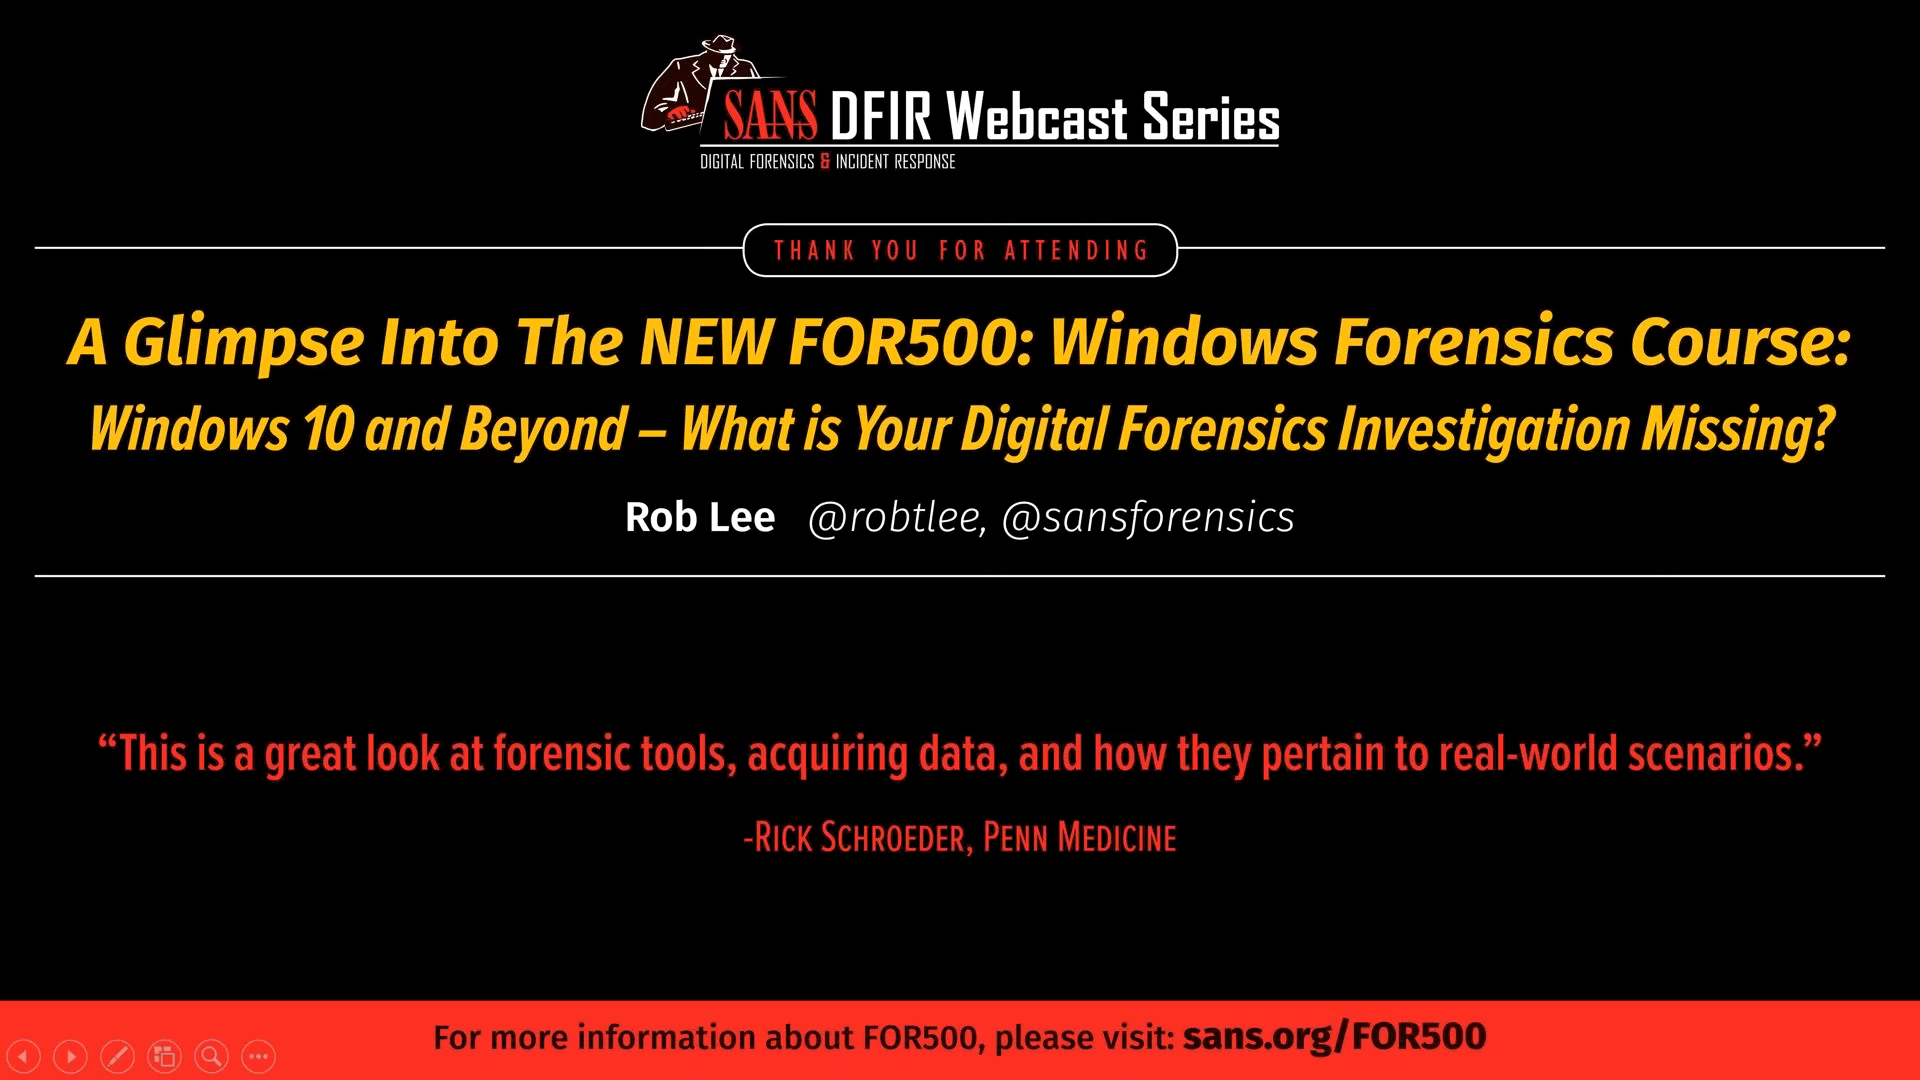 SANS DFIR Webcast Series
DIGITAL FORENSICS & INCIDENT RESPONSE
THANK YOU FOR ATTENDING
A Glimpse Into The NEW FOR500: Windows Forensics Course:
Windows 10 and Beyond – What is Your Digital Forensics Investigation Missing?
Rob Lee @robtlee, @sansforensics
“This is a great look at forensic tools, acquiring data, and how they pertain to real-world scenarios.”
-RICK SCHROEDER, PENN MEDICINE
For more information about FOR500, please visit: sans.org/FOR500